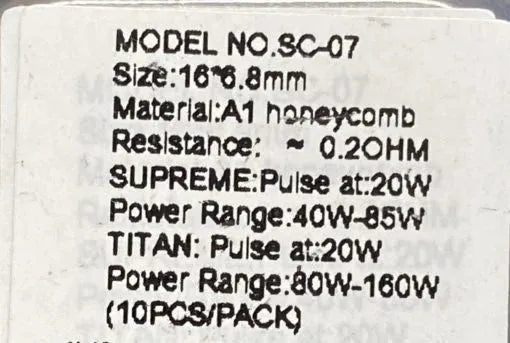 MODEL NO.SC-07
Size:16*6.8mm
Material:A1 honeycomb
Resistance: ~ 0.2OHM
SUPREME:Pulse at:20W
Power Range:40W-85W
TITAN: Pulse at:20W
Power Range:80W-160W
(10PCS/PACK)